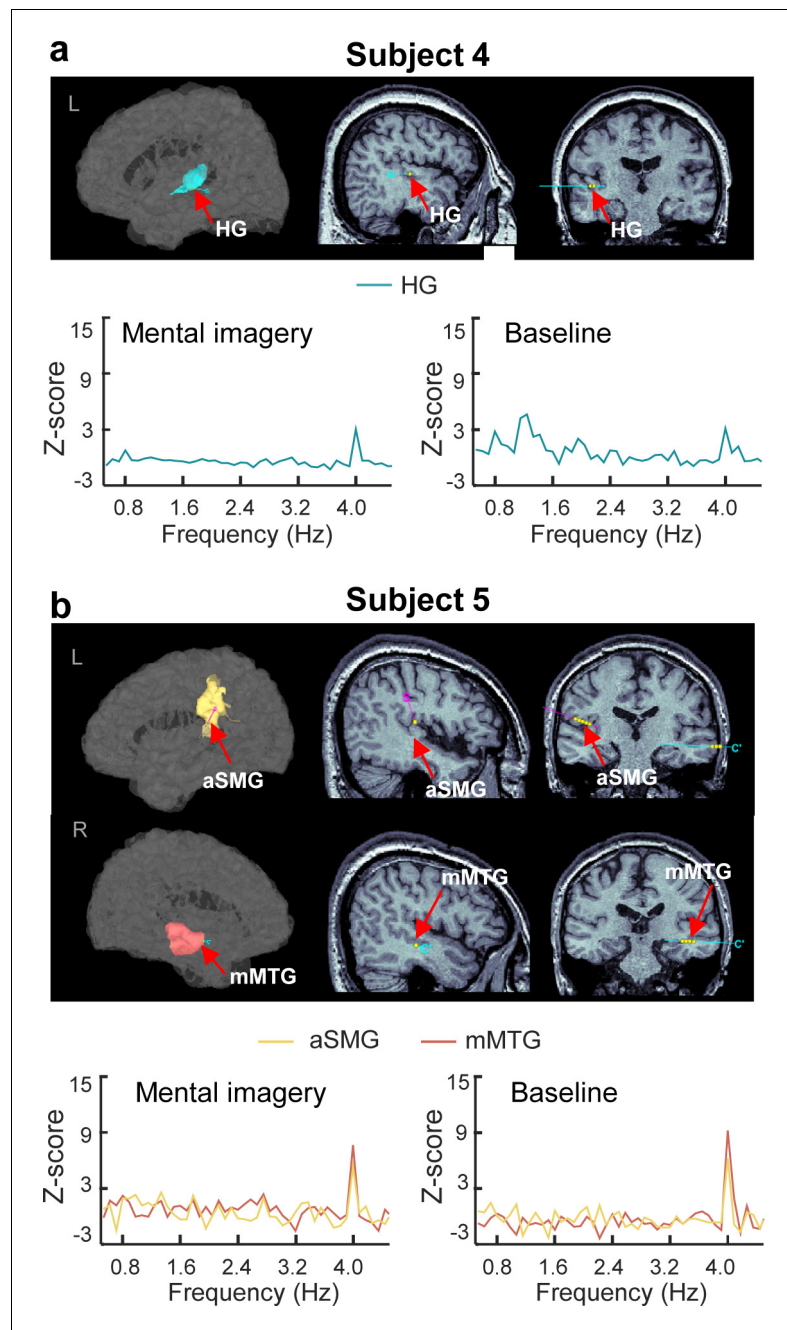 a
Subject 4
L
HG
HG
HG
HG
Mental imagery
Baseline
15
9
3
-3
Z-score
0.8 1.6 2.4 3.2 4.0
Frequency (Hz)
15
9
3
-3
Z-score
0.8 1.6 2.4 3.2 4.0
Frequency (Hz)
b
Subject 5
L
aSMG
aSMG
aSMG
C'
R
mMTG
mMTG
C'
mMTG
C'
aSMG mMTG
Mental imagery
Baseline
15
9
3
-3
Z-score
0.8 1.6 2.4 3.2 4.0
Frequency (Hz)
15
9
3
-3
Z-score
0.8 1.6 2.4 3.2 4.0
Frequency (Hz)